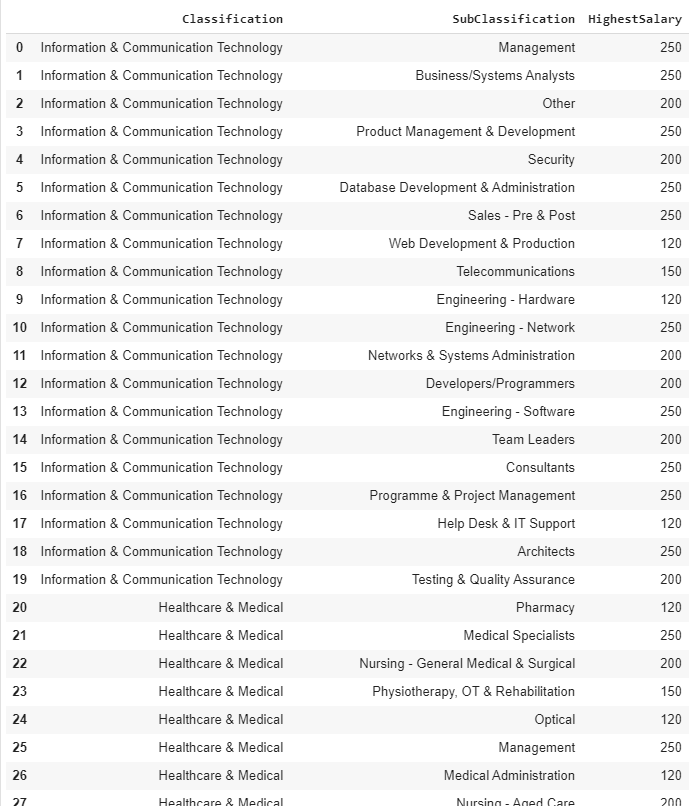 Classification SubClassification HighestSalary
0 Information & Communication Technology Management 250
1 Information & Communication Technology Business/Systems Analysts 250
2 Information & Communication Technology Other 200
3 Information & Communication Technology Product Management & Development 250
4 Information & Communication Technology Security 200
5 Information & Communication Technology Database Development & Administration 250
6 Information & Communication Technology Sales - Pre & Post 250
7 Information & Communication Technology Web Development & Production 120
8 Information & Communication Technology Telecommunications 150
9 Information & Communication Technology Engineering - Hardware 120
10 Information & Communication Technology Engineering - Network 250
11 Information & Communication Technology Networks & Systems Administration 200
12 Information & Communication Technology Developers/Programmers 200
13 Information & Communication Technology Engineering - Software 250
14 Information & Communication Technology Team Leaders 200
15 Information & Communication Technology Consultants 250
16 Information & Communication Technology Programme & Project Management 250
17 Information & Communication Technology Help Desk & IT Support 120
18 Information & Communication Technology Architects 250
19 Information & Communication Technology Testing & Quality Assurance 200
20 Healthcare & Medical Pharmacy 120
21 Healthcare & Medical Medical Specialists 250
22 Healthcare & Medical Nursing - General Medical & Surgical 200
23 Healthcare & Medical Physiotherapy, OT & Rehabilitation 150
24 Healthcare & Medical Optical 120
25 Healthcare & Medical Management 250
26 Healthcare & Medical Medical Administration 120
27 Healthcare & Medical Nursing - Aged Care 200